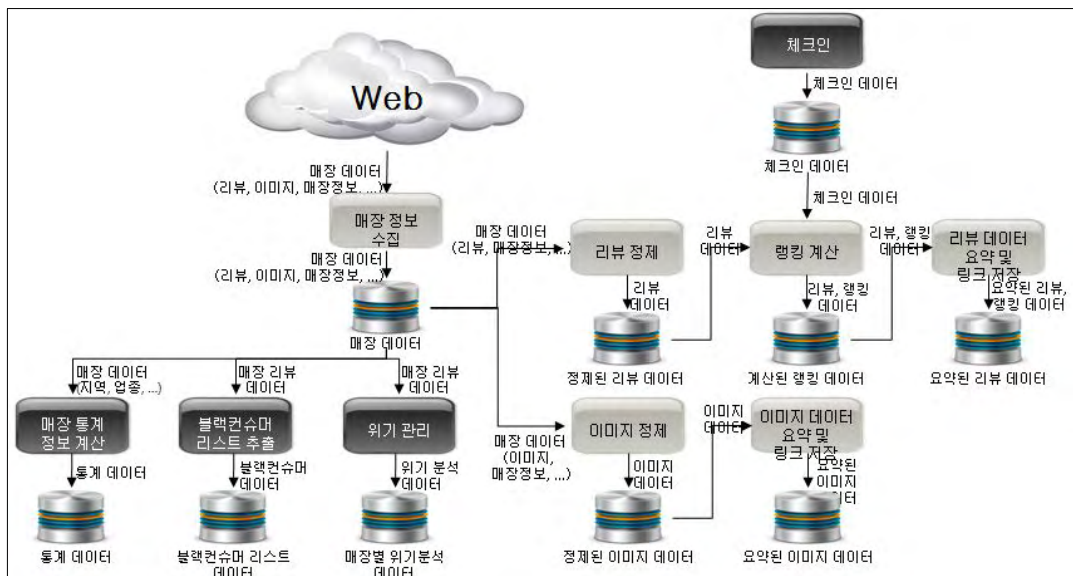 Web
매장 데이터
(리뷰, 이미지, 매장정보, ...)
매장 정보
수집
매장 데이터
(리뷰, 이미지, 매장정보, ...)
매장 데이터
체크인
체크인 데이터
체크인 데이터
체크인 데이터
매장 데이터
(리뷰, 매장정보, ...)
리뷰 정제
리뷰
데이터
정제된 리뷰 데이터
리뷰
데이터
랭킹 계산
리뷰, 랭킹
데이터
계산된 랭킹 데이터
리뷰, 랭킹
데이터
리뷰 데이터
요약 및
링크 저장
요약된 리뷰,
랭킹 데이터
요약된 리뷰 데이터
매장 데이터
(지역, 업종, ...)
매장 통계
정보 계산
통계 데이터
통계 데이터
매장 리뷰
데이터
블랙컨슈머
리스트 추출
블랙컨슈머
데이터
블랙컨슈머 리스트
데이터
매장 리뷰
데이터
위기 관리
위기 분석
데이터
매장별 위기분석
데이터
매장 데이터
(이미지,
매장정보, ...)
이미지 정제
이미지
데이터
정제된 이미지 데이터
이미지
데이터
이미지 데이터
요약 및
링크 저장
요약된
이미지
데이터
요약된 이미지 데이터